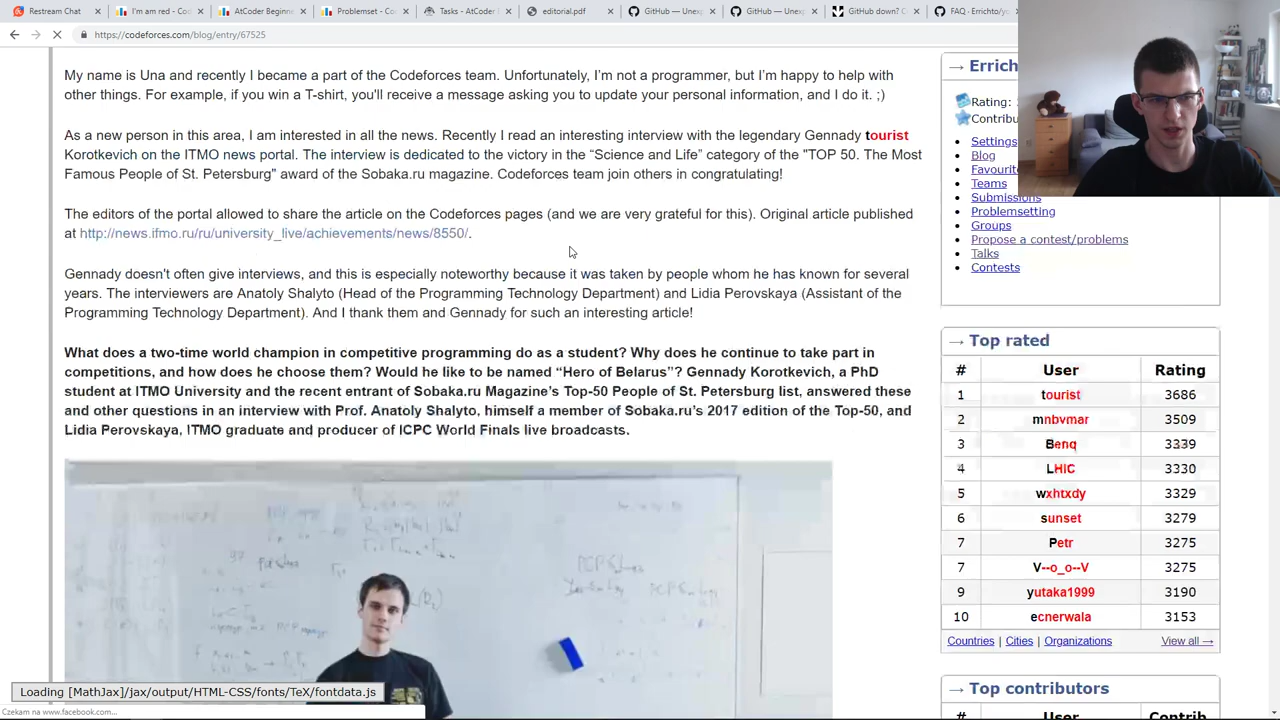 Restream Chat
I'm am red - Co
AtCoder Beginne
Problemset - Co
Tasks - AtCoder
editorial.pdf
GitHub — Unexp
GitHub — Unexp
GitHub down? C
FAQ · Errichto/yo
https://codeforces.com/blog/entry/67525
My name is Una and recently i became a part of the Codeforces team. Unfortunately, I'm not a programmer, but I'm happy to help with
other things. For example, if you win a T-shirt, you'll receive a message asking you to update your personal information, and I do it. ;)
As a new person in this area, I am interested in all the news. Recently I read an interesting interview with the legendary Gennady tourist
Korotkevich on the ITMO news portal. The interview is dedicated to the victory in the "Science and Life" category of the "TOP 50. The Most
Famous People of St. Petersburg" award of the Sobaka.ru magazine. Codeforces team join others in congratulating!
The editors of the portal allowed to share the article on the Codeforces pages (and we are very grateful for this). Original article published
at http://news.ifmo.ru/ru/university_live/achievements/news/8550/.
Gennady doesn't often give interviews, and this is especially noteworthy because it was taken by people whom he has known for several
years. The interviewers are Anatoly Shalyto (Head of the Programming Technology Department) and Lidia Perovskaya (Assistant of the
Programming Technology Department). And I thank them and Gennady for such an interesting article!
What does a two-time world champion in competitive programming do as a student? Why does he continue to take part in
competitions, and how does he choose them? Would he like to be named “Hero of Belarus”? Gennady Korotkevich, a PhD
student at ITMO University and the recent entrant of Sobaka.ru Magazine's Top-50 People of St. Petersburg list, answered these
and other questions in an interview with Prof. Anatoly Shalyto, himself a member of Sobaka.ru's 2017 edition of the Top-50, and
Lidia Perovskaya, ITMO graduate and producer of ICPC World Finals live broadcasts.
Loading [MathJax]/jax/output/HTML-CSS/fonts/TeX/fontdata.js
Czekam na www.facebook.com...
→ Errich
Rating:
Contribu
Settings
Blog
Favourit
Teams
Submissions
Problemsetting
Groups
Propose a contest/problems
Talks
Contests
→ Top rated
# User Rating
1 tourist 3686
2 mnbvmar 3509
3 Benq 3339
4 LHiC 3330
5 wxhtxdy 3329
6 sunset 3279
7 Petr 3275
7 V--o_o--V 3275
9 yutaka1999 3190
10 ecnerwala 3153
Countries | Cities | Organizations View all →
→ Top contributors
# User Contrib.